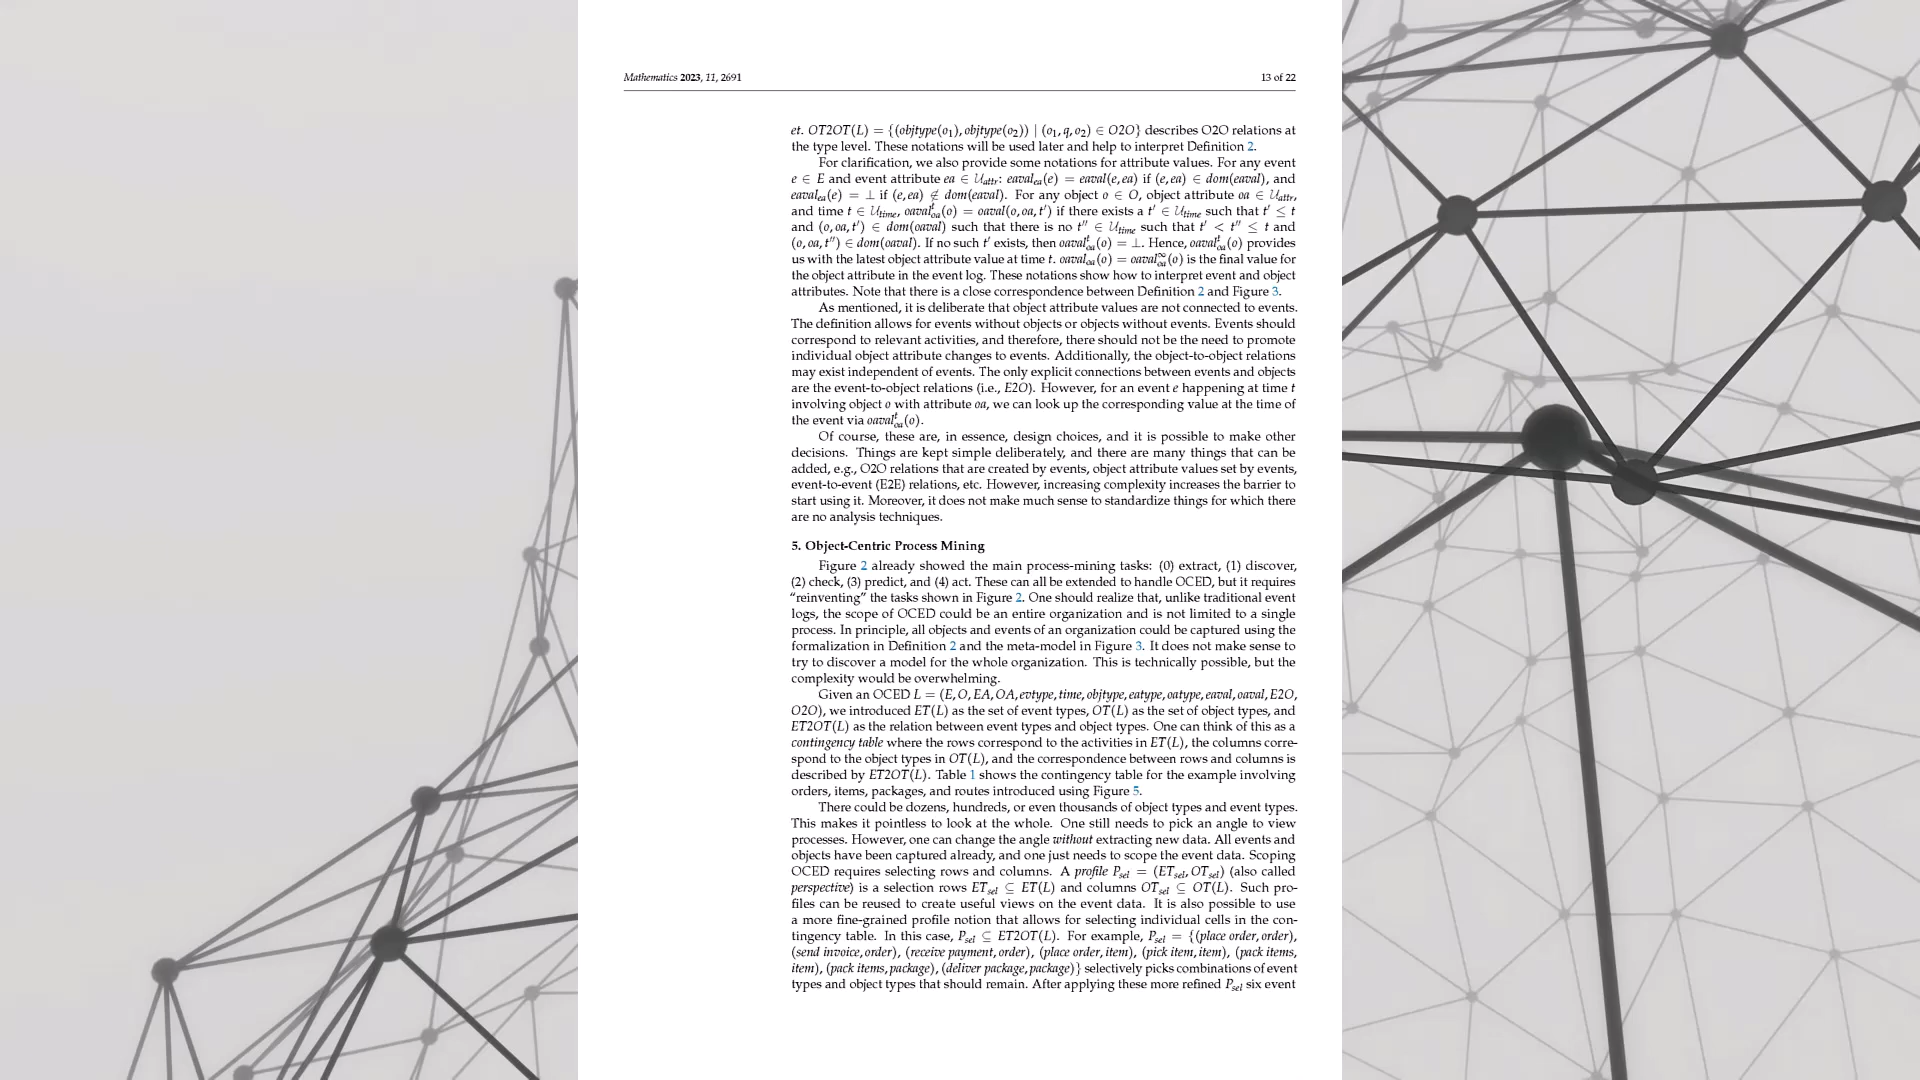 Mathematics 2023, 11, 2691
13 of 22
et. OT2OT(L) = {(objtype(o₁), objtype(o₂)) | (o₁, q, o₂) ∈ O2O} describes O2O relations at
the type level. These notations will be used later and help to interpret Definition 2.
For clarification, we also provide some notations for attribute values. For any event
e ∈ E and event attribute ea ∈ 𝒰attr: eavalea(e) = eaval(e, ea) if (e, ea) ∈ dom(eaval), and
eavalea(e) = ⊥ if (e, ea) ∉ dom(eaval). For any object o ∈ O, object attribute oa ∈ 𝒰attr,
and time t ∈ 𝒰time, oavalᵗoa(o) = oaval(o, oa, t′) if there exists a t′ ∈ 𝒰time such that t′ ≤ t
and (o, oa, t′) ∈ dom(oaval) such that there is no t″ ∈ 𝒰time such that t′ < t″ ≤ t and
(o, oa, t″) ∈ dom(oaval). If no such t′ exists, then oavalᵗoa(o) = ⊥. Hence, oavalᵗoa(o) provides
us with the latest object attribute value at time t. oavaloa(o) = oaval∞oa(o) is the final value for
the object attribute in the event log. These notations show how to interpret event and object
attributes. Note that there is a close correspondence between Definition 2 and Figure 3.
As mentioned, it is deliberate that object attribute values are not connected to events.
The definition allows for events without objects or objects without events. Events should
correspond to relevant activities, and therefore, there should not be the need to promote
individual object attribute changes to events. Additionally, the object-to-object relations
may exist independent of events. The only explicit connections between events and objects
are the event-to-object relations (i.e., E2O). However, for an event e happening at time t
involving object o with attribute oa, we can look up the corresponding value at the time of
the event via oavalᵗoa(o).
Of course, these are, in essence, design choices, and it is possible to make other
decisions. Things are kept simple deliberately, and there are many things that can be
added, e.g., O2O relations that are created by events, object attribute values set by events,
event-to-event (E2E) relations, etc. However, increasing complexity increases the barrier to
start using it. Moreover, it does not make much sense to standardize things for which there
are no analysis techniques.
5. Object-Centric Process Mining
Figure 2 already showed the main process-mining tasks: (0) extract, (1) discover,
(2) check, (3) predict, and (4) act. These can all be extended to handle OCED, but it requires
“reinventing” the tasks shown in Figure 2. One should realize that, unlike traditional event
logs, the scope of OCED could be an entire organization and is not limited to a single
process. In principle, all objects and events of an organization could be captured using the
formalization in Definition 2 and the meta-model in Figure 3. It does not make sense to
try to discover a model for the whole organization. This is technically possible, but the
complexity would be overwhelming.
Given an OCED L = (E, O, EA, OA, evtype, time, objtype, eatype, oatype, eaval, oaval, E2O,
O2O), we introduced ET(L) as the set of event types, OT(L) as the set of object types, and
ET2OT(L) as the relation between event types and object types. One can think of this as a
contingency table where the rows correspond to the activities in ET(L), the columns corre-
spond to the object types in OT(L), and the correspondence between rows and columns is
described by ET2OT(L). Table 1 shows the contingency table for the example involving
orders, items, packages, and routes introduced using Figure 5.
There could be dozens, hundreds, or even thousands of object types and event types.
This makes it pointless to look at the whole. One still needs to pick an angle to view
processes. However, one can change the angle without extracting new data. All events and
objects have been captured already, and one just needs to scope the event data. Scoping
OCED requires selecting rows and columns. A profile Psel = (ETsel, OTsel) (also called
perspective) is a selection rows ETsel ⊆ ET(L) and columns OTsel ⊆ OT(L). Such pro-
files can be reused to create useful views on the event data. It is also possible to use
a more fine-grained profile notion that allows for selecting individual cells in the con-
tingency table. In this case, Psel ⊆ ET2OT(L). For example, Psel = {(place order, order),
(send invoice, order), (receive payment, order), (place order, item), (pick item, item), (pack items,
item), (pack items, package), (deliver package, package)} selectively picks combinations of event
types and object types that should remain. After applying these more refined Psel six event